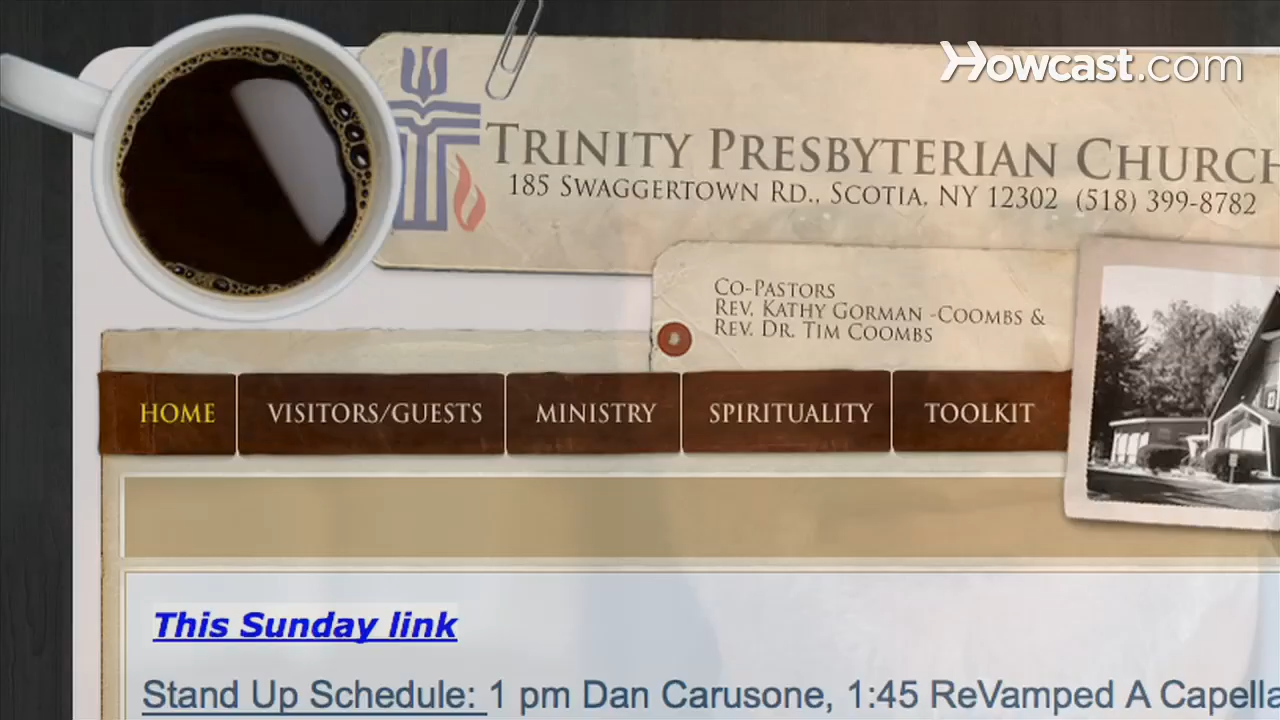 Howcast.com
TRINITY PRESBYTERIAN CHURCH
185 SWAGGERTOWN RD., SCOTIA, NY 12302 (518) 399-8782
CO-PASTORS
REV. KATHY GORMAN -COOMBS &
REV. DR. TIM COOMBS
HOME VISITORS/GUESTS MINISTRY SPIRITUALITY TOOLKIT
This Sunday link
Stand Up Schedule: 1 pm Dan Carusone, 1:45 ReVamped A Capella